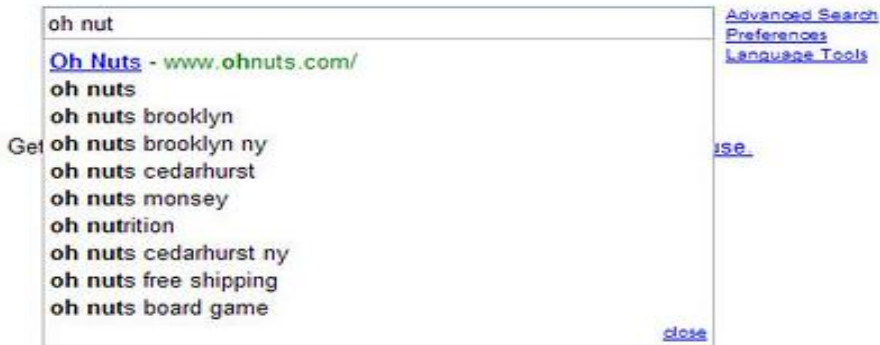 oh nut
Advanced Search
Preferences
Language Tools
Oh Nuts - www.ohnuts.com/
oh nuts
oh nuts brooklyn
oh nuts brooklyn ny
Get
use.
oh nuts cedarhurst
oh nuts monsey
oh nutrition
oh nuts cedarhurst ny
oh nuts free shipping
oh nuts board game
close